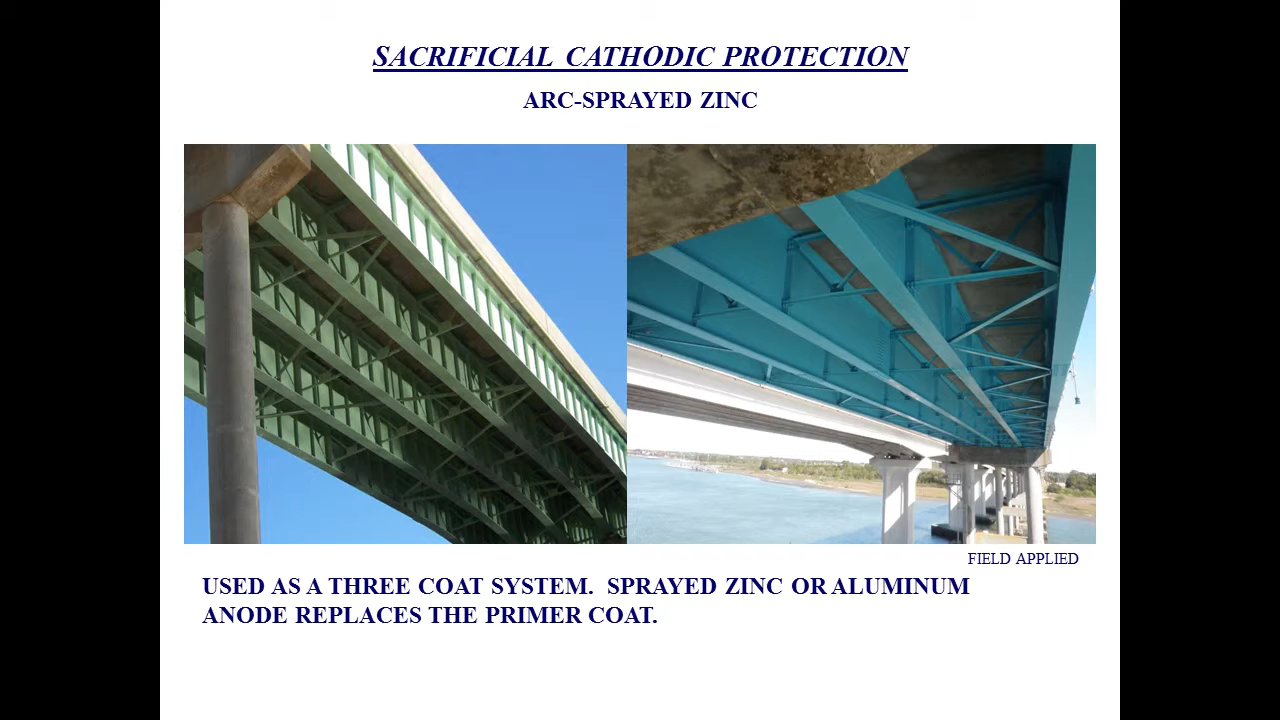 SACRIFICIAL CATHODIC PROTECTION
ARC-SPRAYED ZINC
FIELD APPLIED
USED AS A THREE COAT SYSTEM. SPRAYED ZINC OR ALUMINUM
ANODE REPLACES THE PRIMER COAT.